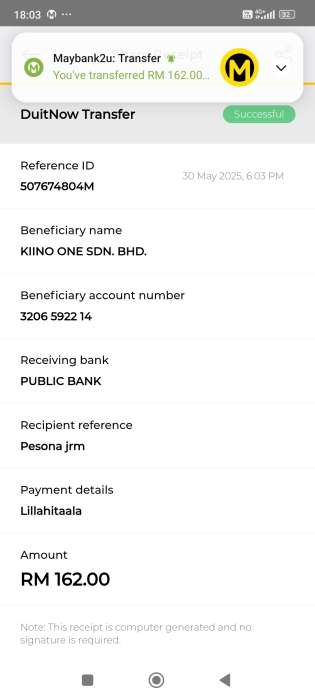 18:03
4G+
92
Share Receipt
Maybank2u: Transfer
You've transferred RM 162.00...
DuitNow Transfer
Successful
Reference ID
507674804M
30 May 2025, 6:03 PM
Beneficiary name
KIINO ONE SDN. BHD.
Beneficiary account number
3206 5922 14
Receiving bank
PUBLIC BANK
Recipient reference
Pesona jrm
Payment details
Lillahitaala
Amount
RM 162.00
Note: This receipt is computer generated and no
signature is required.